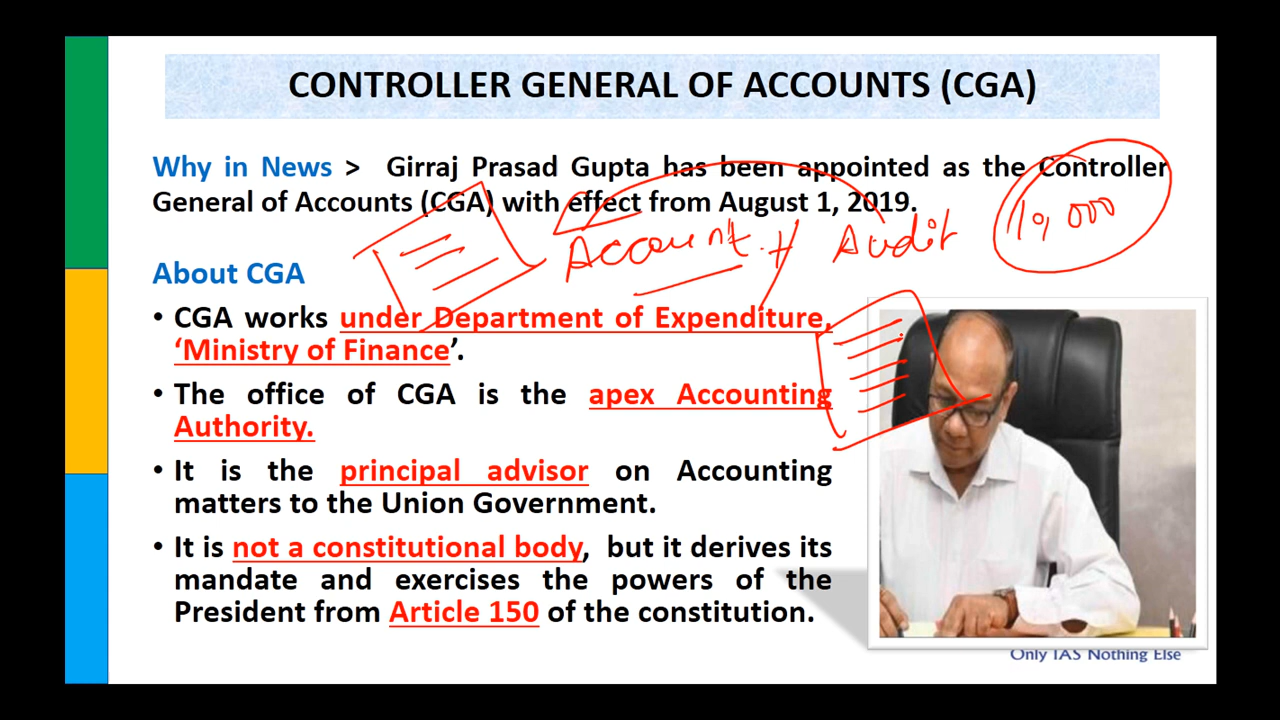 CONTROLLER GENERAL OF ACCOUNTS (CGA)
Why in News > Girraj Prasad Gupta has been appointed as the Controller
General of Accounts (CGA) with effect from August 1, 2019.
Account + Audit
About CGA
• CGA works under Department of Expenditure,
‘Ministry of Finance’.
• The office of CGA is the apex Accounting
Authority.
• It is the principal advisor on Accounting
matters to the Union Government.
• It is not a constitutional body, but it derives its
mandate and exercises the powers of the
President from Article 150 of the constitution.
Only IAS Nothing Else